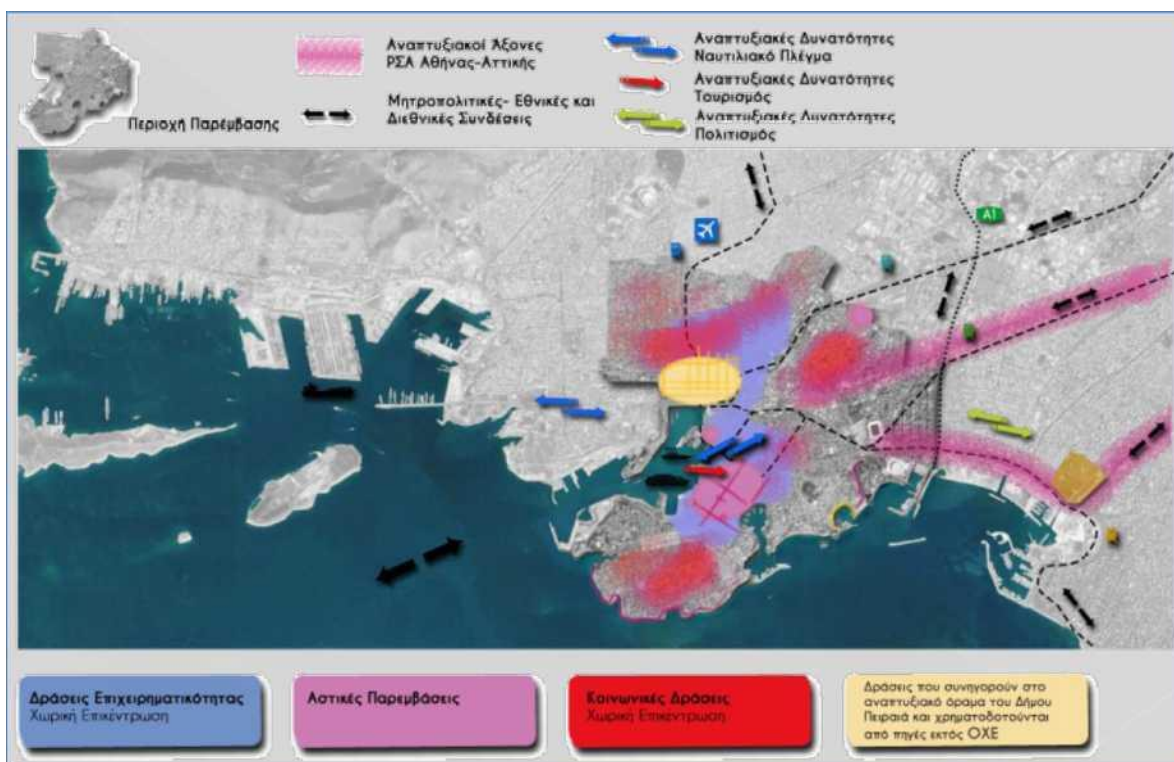 Περιοχή Παρέμβασης
Αναπτυξιακοί Άξονες
ΡΣΑ Αθήνας-Αττικής
Μητροπολιτικές- Εθνικές και
Διεθνικές Συνδέσεις
Αναπτυξιακές Δυνατότητες
Ναυτιλιακό Πλέγμα
Αναπτυξιακές Δυνατότητες
Τουρισμός
Αναπτυξιακές Δυνατότητες
Πολιτισμός
A1
Δράσεις Επιχειρηματικότητας
Χωρική Επικέντρωση
Αστικές Παρεμβάσεις
Κοινωνικές Δράσεις
Χωρική Επικέντρωση
Δράσεις που συνηγορούν στο
αναπτυξιακό όραμα του Δήμου
Πειραιά και χρηματοδοτούνται
από πηγές εκτός ΟΧΕ